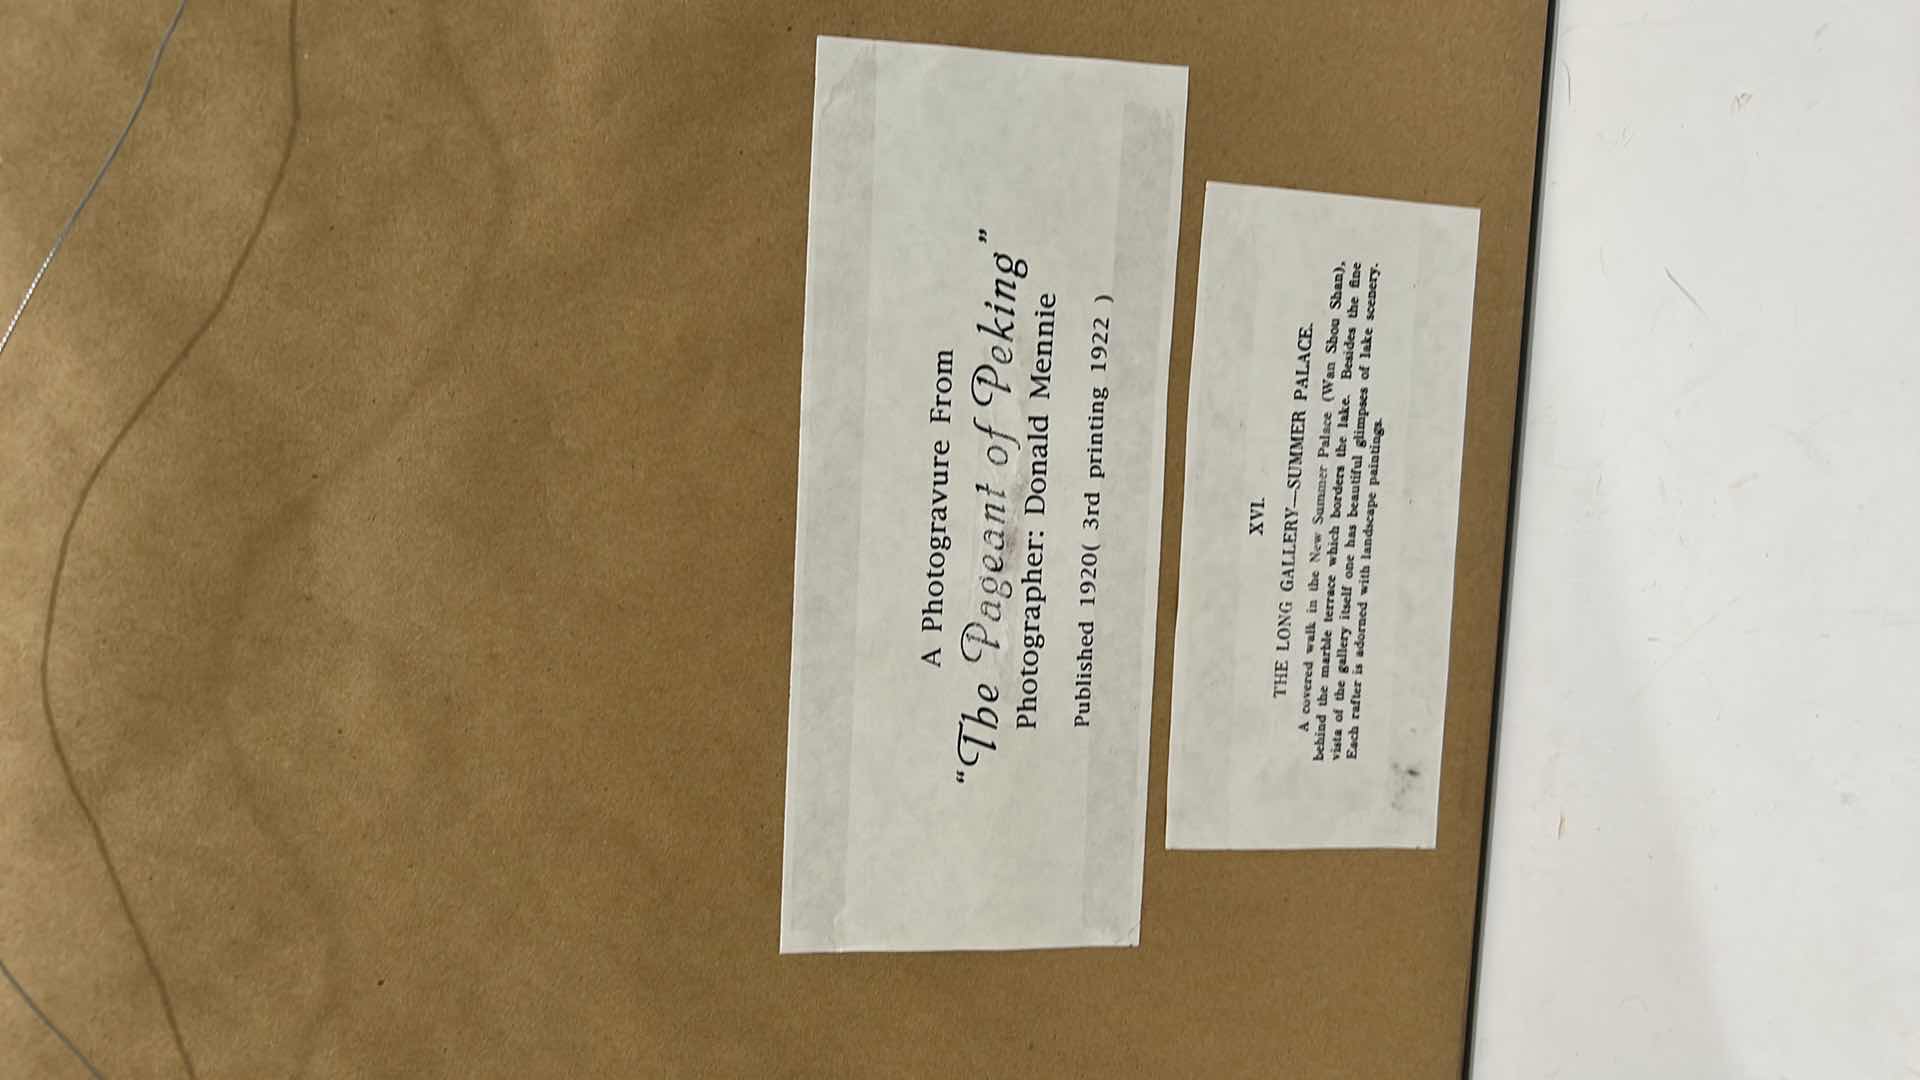 A Photogravure From
“The Pageant of Peking”
Photographer: Donald Mennie
Published 1920( 3rd printing 1922 )
XVI.
THE LONG GALLERY—SUMMER PALACE.
A covered walk in the New Summer Palace (Wan Shou Shan),
behind the marble terrace which borders the lake. Besides the fine
vista of the gallery itself one has beautiful glimpses of lake scenery.
Each rafter is adorned with landscape paintings.